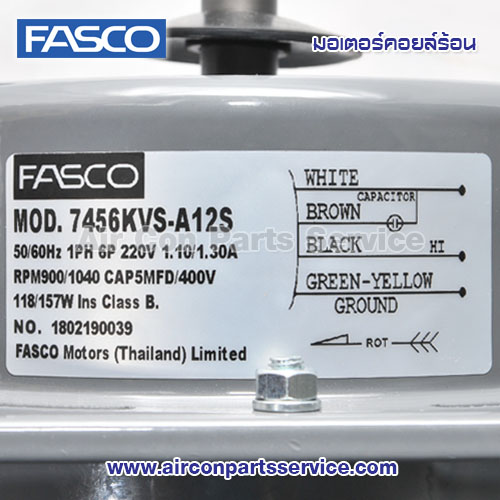 FASCO
มอเตอร์คอยล์ร้อน
FASCO
MOD. 7456KVS-A12S
50/60Hz 1PH 6P 220V 1.10/1.30A
RPM900/1040 CAP5MFD/400V
118/157W Ins Class B.
NO. 1802190039
FASCO Motors (Thailand) Limited
WHITE
CAPACITOR
BROWN
BLACK HI
GREEN-YELLOW
GROUND
ROT
Air Con Parts Service
www.airconpartsservice.com